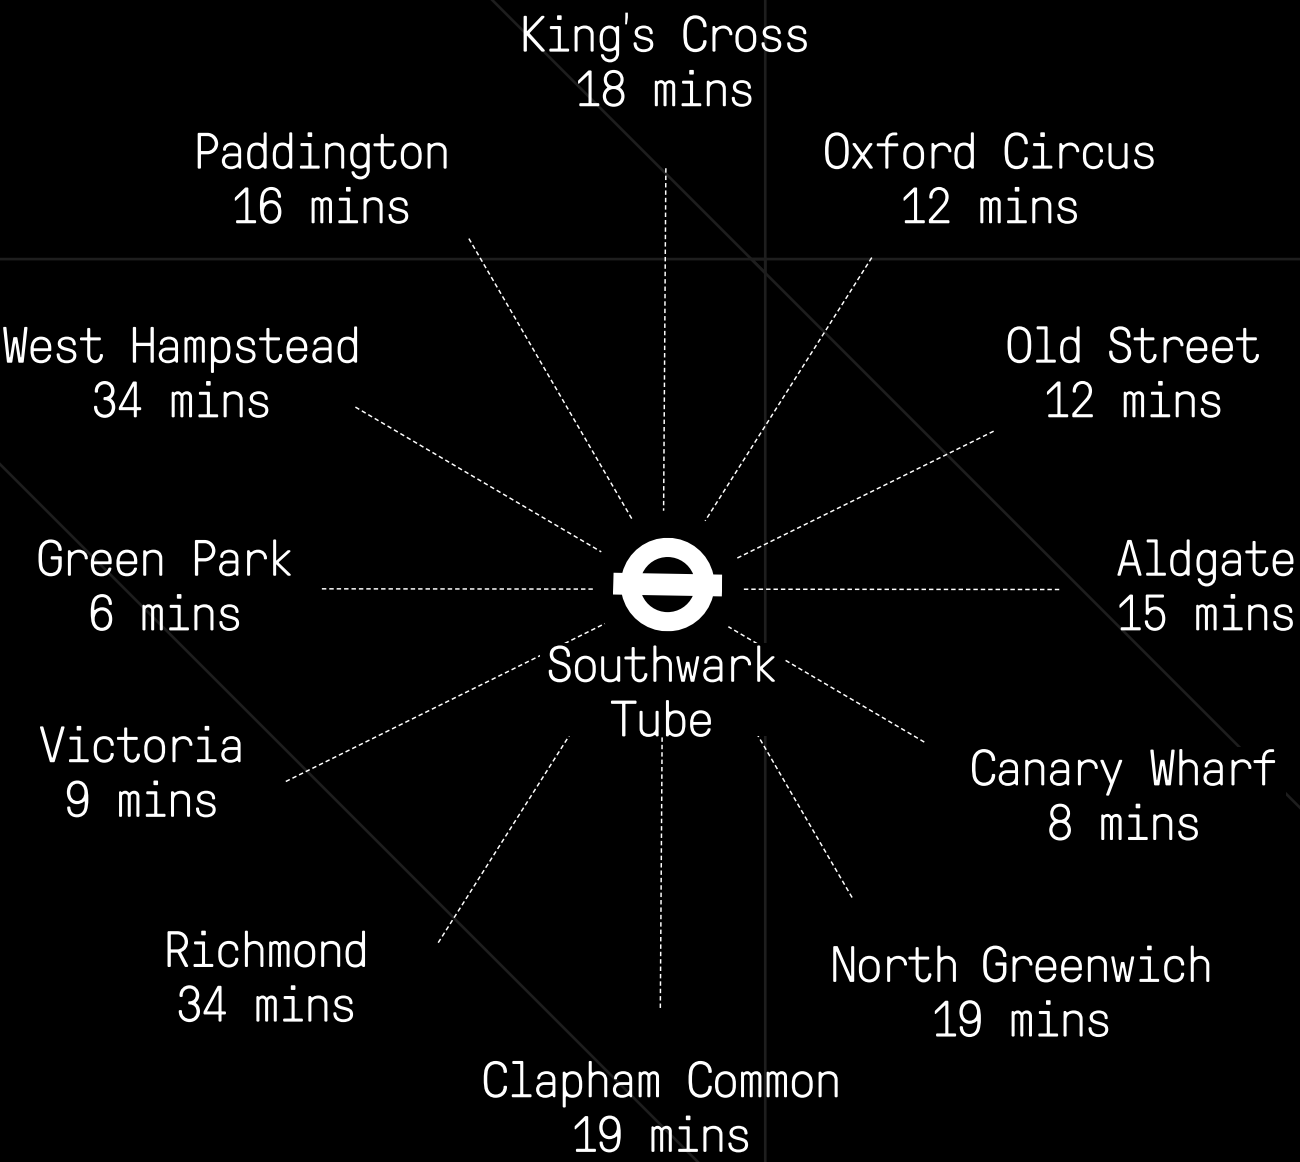 King's Cross
18 mins
Paddington
16 mins
Oxford Circus
12 mins
West Hampstead
34 mins
Old Street
12 mins
Green Park
6 mins
Aldgate
15 mins
Southwark
Tube
Victoria
9 mins
Canary Wharf
8 mins
Richmond
34 mins
North Greenwich
19 mins
Clapham Common
19 mins